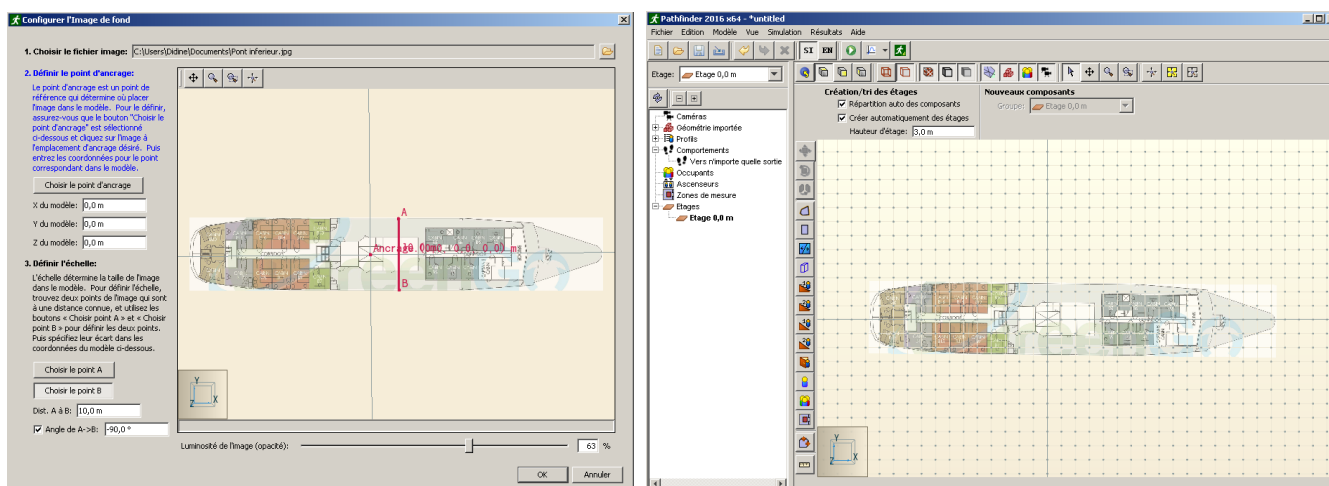 Configurer l'Image de fond
1. Choisir le fichier image:
C:\Users\Didine\Documents\Pont inferieur.jpg
2. Définir le point d'ancrage:
Le point d'ancrage est un point de
référence qui détermine où placer
l'image dans le modèle. Pour le définir,
assurez-vous que le bouton "Choisir le
point d'ancrage" est sélectionné
ci-dessous et cliquez sur l'image à
l'emplacement d'ancrage désiré. Puis
entrez les coordonnées pour le point
correspondant dans le modèle.
Choisir le point d'ancrage
X du modèle: 0,0 m
Y du modèle: 0,0 m
Z du modèle: 0,0 m
3. Définir l'échelle:
L'échelle détermine la taille de l'image
dans le modèle. Pour définir l'échelle,
trouvez deux points de l'image qui sont
à une distance connue, et utilisez les
boutons « Choisir point A » et « Choisir
point B » pour définir les deux points.
Puis spécifiez leur écart dans les
coordonnées du modèle ci-dessous.
Choisir le point A
Choisir le point B
Dist. A à B: 10,0 m
Angle de A->B: -90,0 °
A
B
Y
Z
X
Luminosité de l'image (opacité):
63 %
OK
Annuler
Pathfinder 2016 x64 - *untitled
Fichier Edition Modèle Vue Simulation Résultats Aide
SI EN
Etage: Etage 0,0 m
Caméras
Géométrie importée
Profils
Comportements
Vers n'importe quelle sortie
Occupants
Ascenseurs
Zones de mesure
Etages
Etage 0,0 m
Création/tri des étages
Répartition auto des composants
Créer automatiquement des étages
Hauteur d'étage: 3,0 m
Nouveaux composants
Groupe: Etage 0,0 m
Y
Z
X